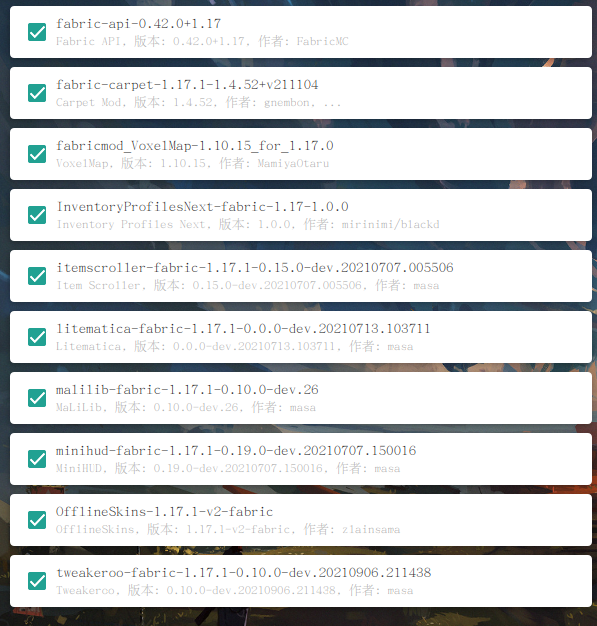 fabric-api-0.42.0+1.17
Fabric API, 版本: 0.42.0+1.17, 作者: FabricMC
fabric-carpet-1.17.1-1.4.52+v211104
Carpet Mod, 版本: 1.4.52, 作者: gnembon, ...
fabricmod_VoxelMap-1.10.15_for_1.17.0
VoxelMap, 版本: 1.10.15, 作者: MamiyaOtaru
InventoryProfilesNext-fabric-1.17-1.0.0
Inventory Profiles Next, 版本: 1.0.0, 作者: mirinimi/blackd
itemscroller-fabric-1.17.1-0.15.0-dev.20210707.005506
Item Scroller, 版本: 0.15.0-dev.20210707.005506, 作者: masa
litematica-fabric-1.17.1-0.0.0-dev.20210713.103711
Litematica, 版本: 0.0.0-dev.20210713.103711, 作者: masa
malilib-fabric-1.17.1-0.10.0-dev.26
MaLiLib, 版本: 0.10.0-dev.26, 作者: masa
minihud-fabric-1.17.1-0.19.0-dev.20210707.150016
MiniHUD, 版本: 0.19.0-dev.20210707.150016, 作者: masa
OfflineSkins-1.17.1-v2-fabric
OfflineSkins, 版本: 1.17.1-v2-fabric, 作者: zlainsama
tweakeroo-fabric-1.17.1-0.10.0-dev.20210906.211438
Tweakeroo, 版本: 0.10.0-dev.20210906.211438, 作者: masa